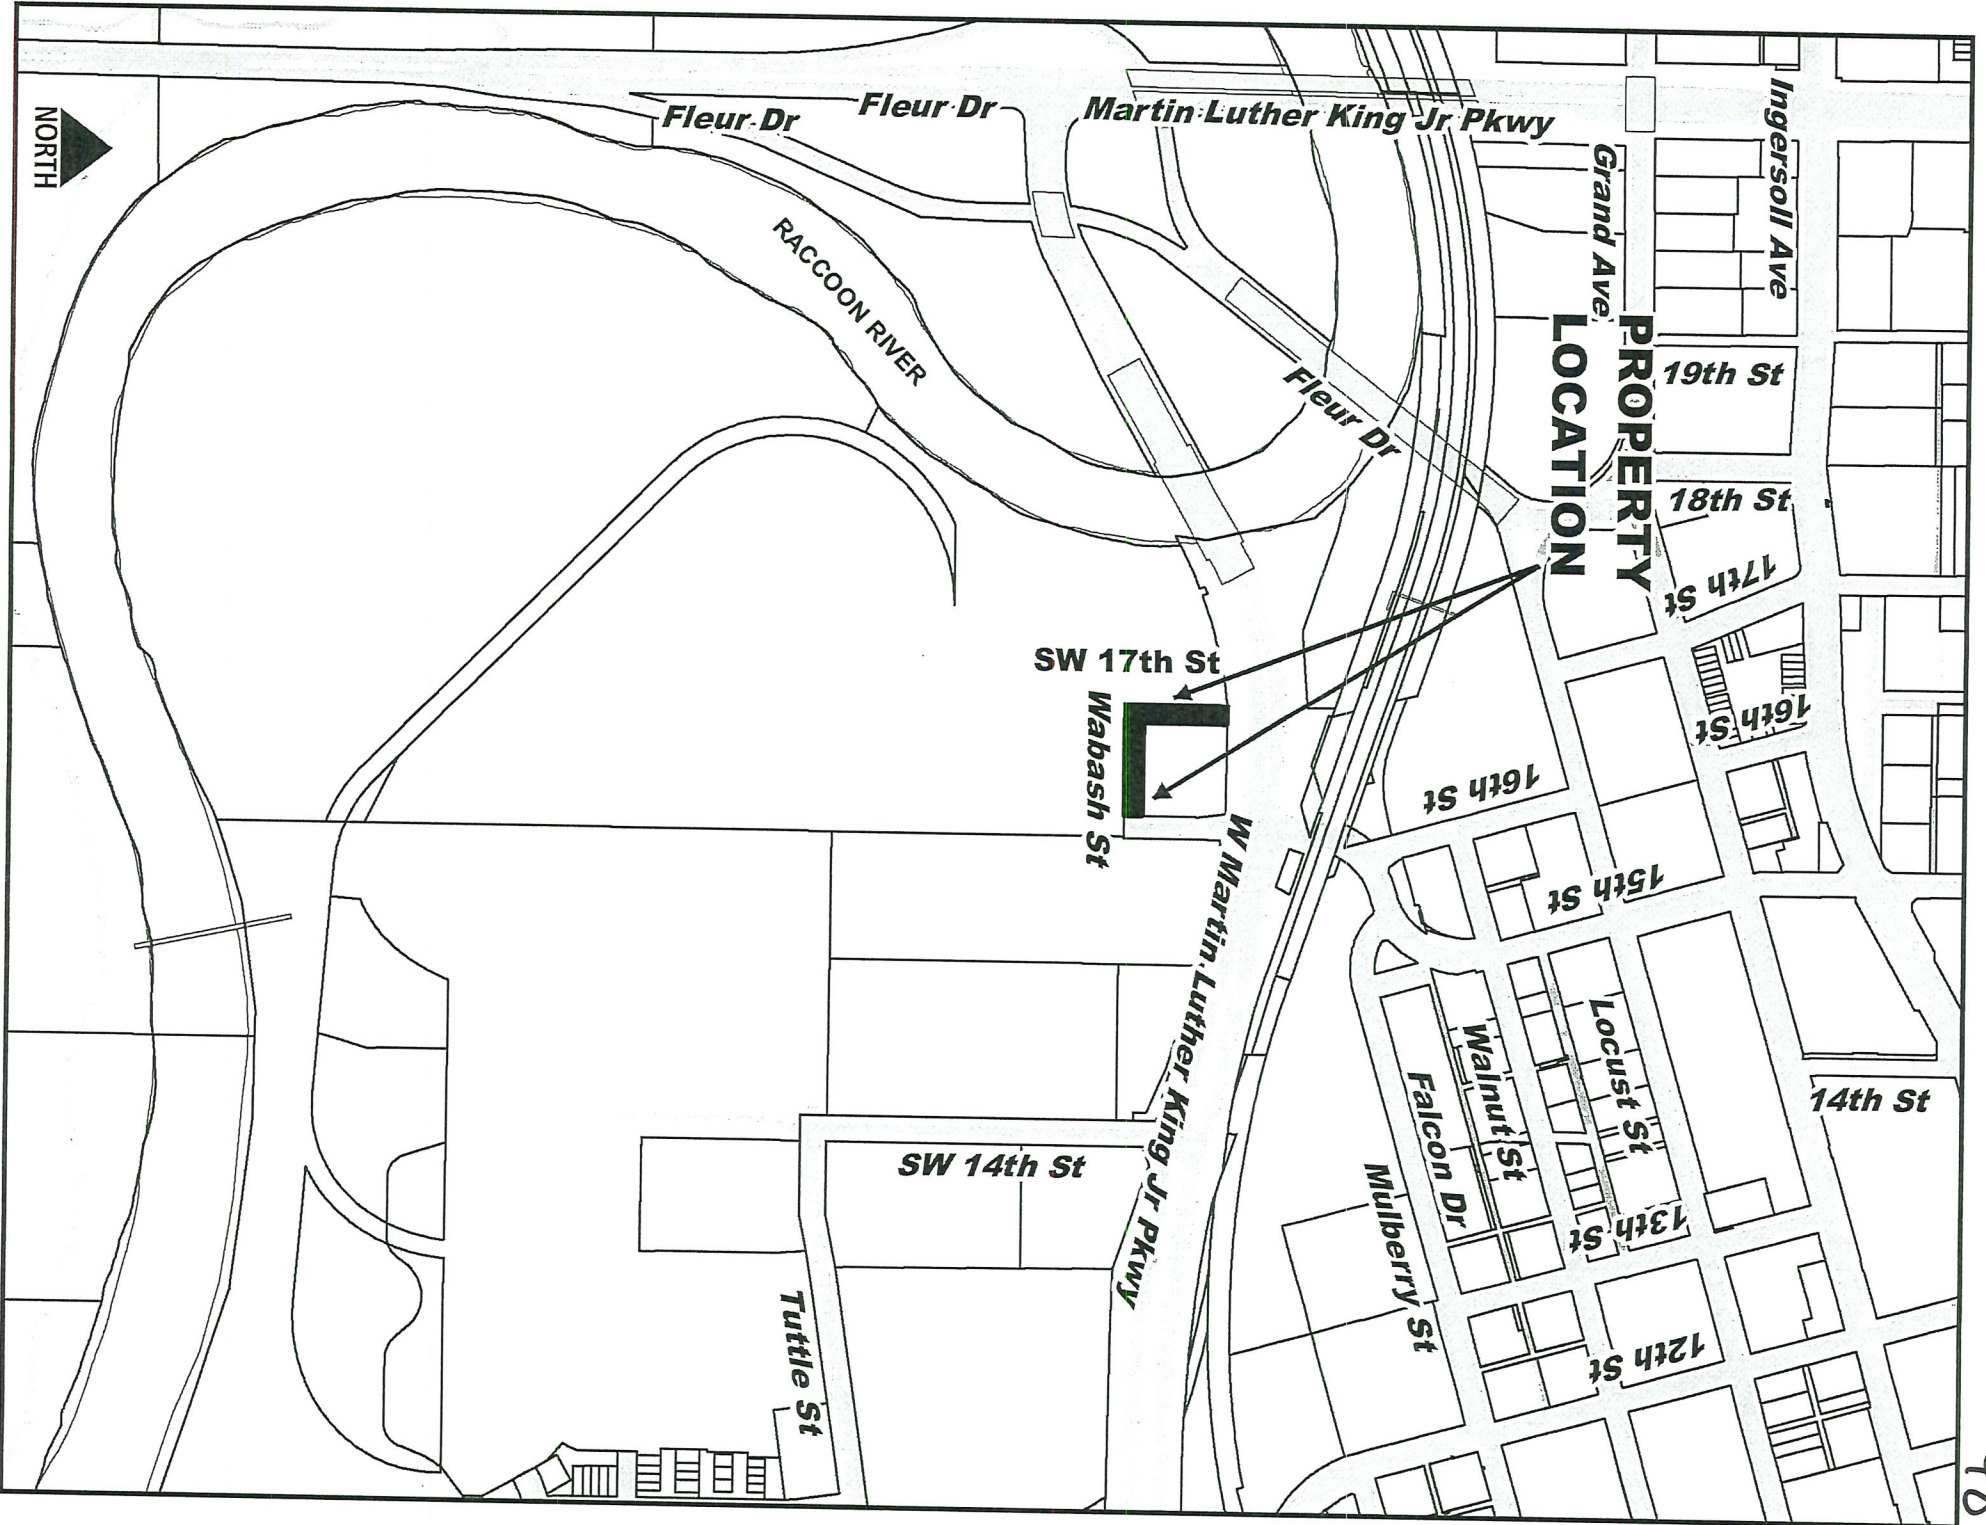 Fleur Dr
Fleur Dr
Martin Luther King Jr Pkwy
Ingersoll Ave
Grand Ave
NORTH
RACCOON RIVER
PROPERTY
LOCATION
19th St
Fleur Dr
18th St
17th St
SW 17th St
Wabash St
16th St
16th St
15th St
W Martin Luther King Jr Pkwy
Locust St
Walnut St
Falcon Dr
14th St
Mulberry St
SW 14th St
13th St
Tuttle St
12th St